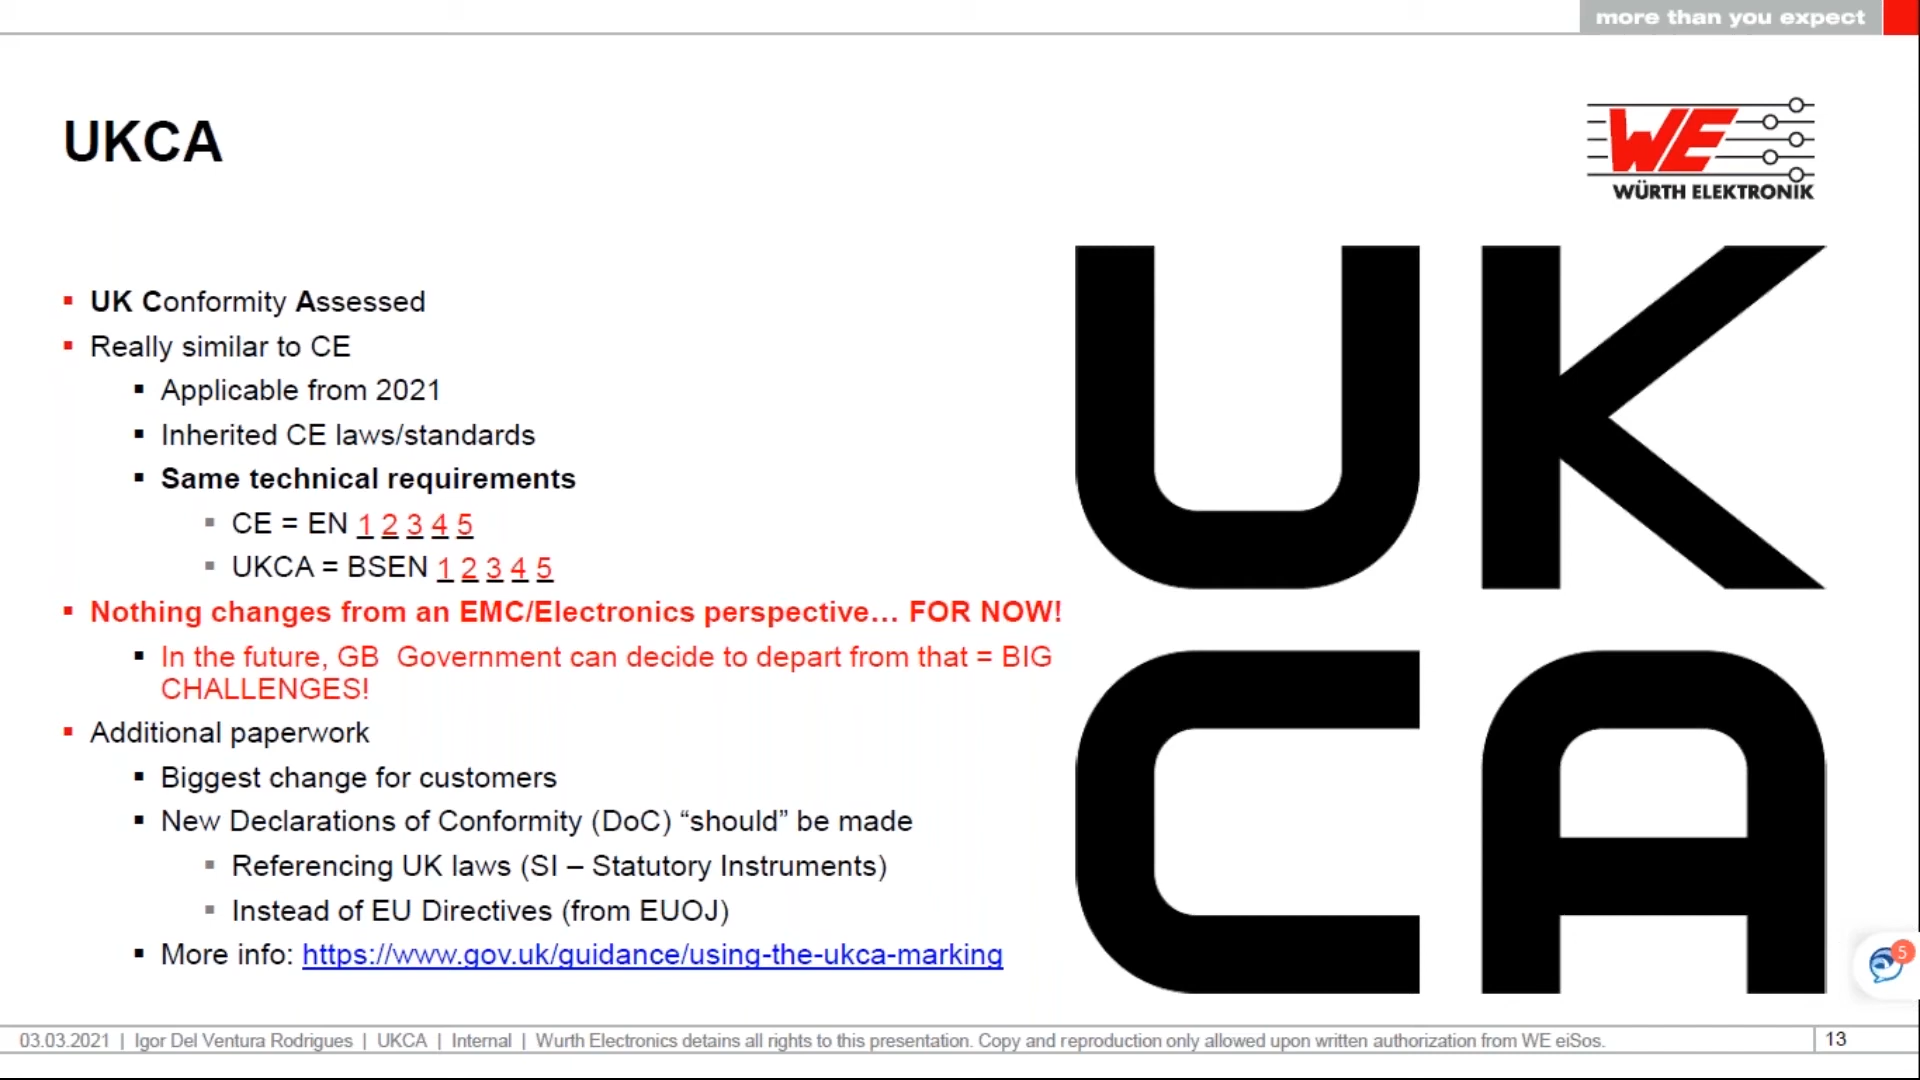 more than you expect
UKCA
WE
WÜRTH ELEKTRONIK
UK Conformity Assessed
Really similar to CE
Applicable from 2021
Inherited CE laws/standards
Same technical requirements
CE = EN 1 2 3 4 5
UKCA = BSEN 1 2 3 4 5
Nothing changes from an EMC/Electronics perspective… FOR NOW!
In the future, GB  Government can decide to depart from that = BIG
CHALLENGES!
Additional paperwork
Biggest change for customers
New Declarations of Conformity (DoC) “should” be made
Referencing UK laws (SI – Statutory Instruments)
Instead of EU Directives (from EUOJ)
More info: https://www.gov.uk/guidance/using-the-ukca-marking
UK
CA
5
03.03.2021 | Igor Del Ventura Rodrigues | UKCA | Internal | Wurth Electronics detains all rights to this presentation. Copy and reproduction only allowed upon written authorization from WE eiSos.
13